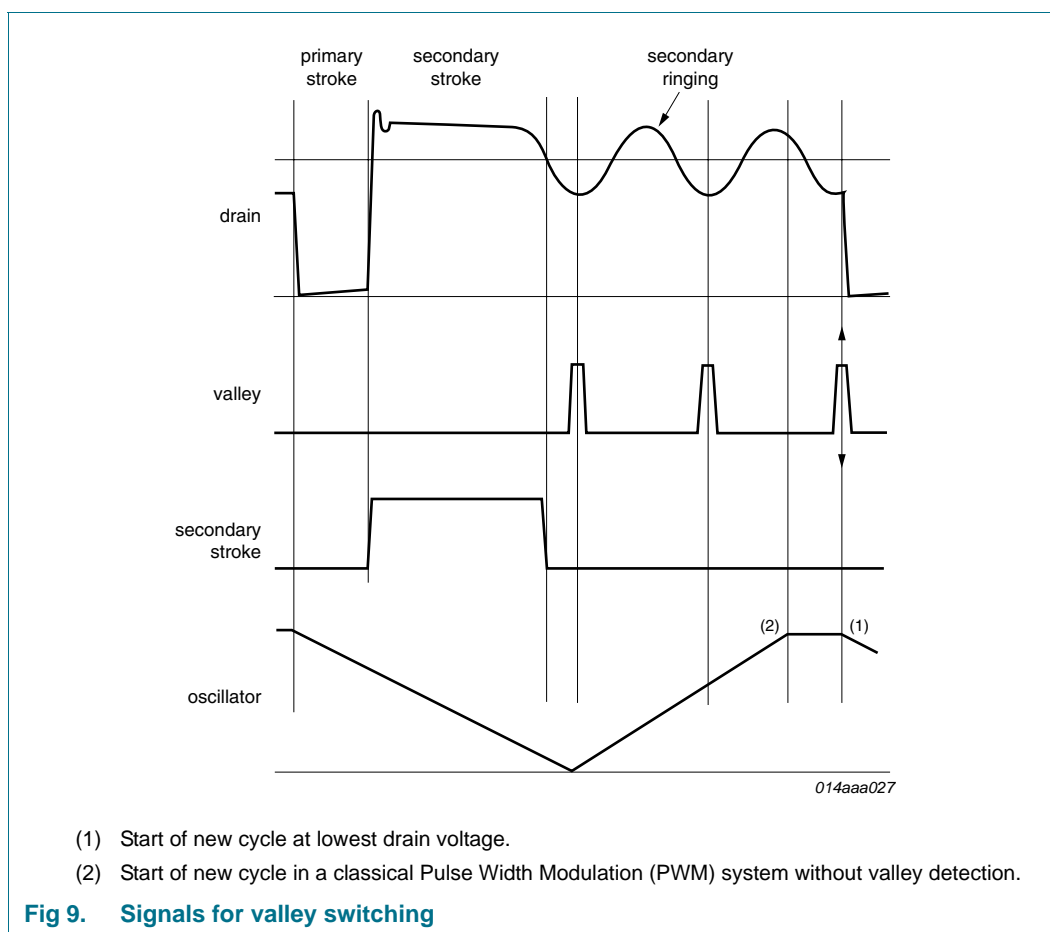 primary
stroke
secondary
stroke
secondary
ringing
drain
valley
secondary
stroke
(2)
(1)
oscillator
014aaa027
(1) Start of new cycle at lowest drain voltage.
(2) Start of new cycle in a classical Pulse Width Modulation (PWM) system without valley detection.
Fig 9. Signals for valley switching